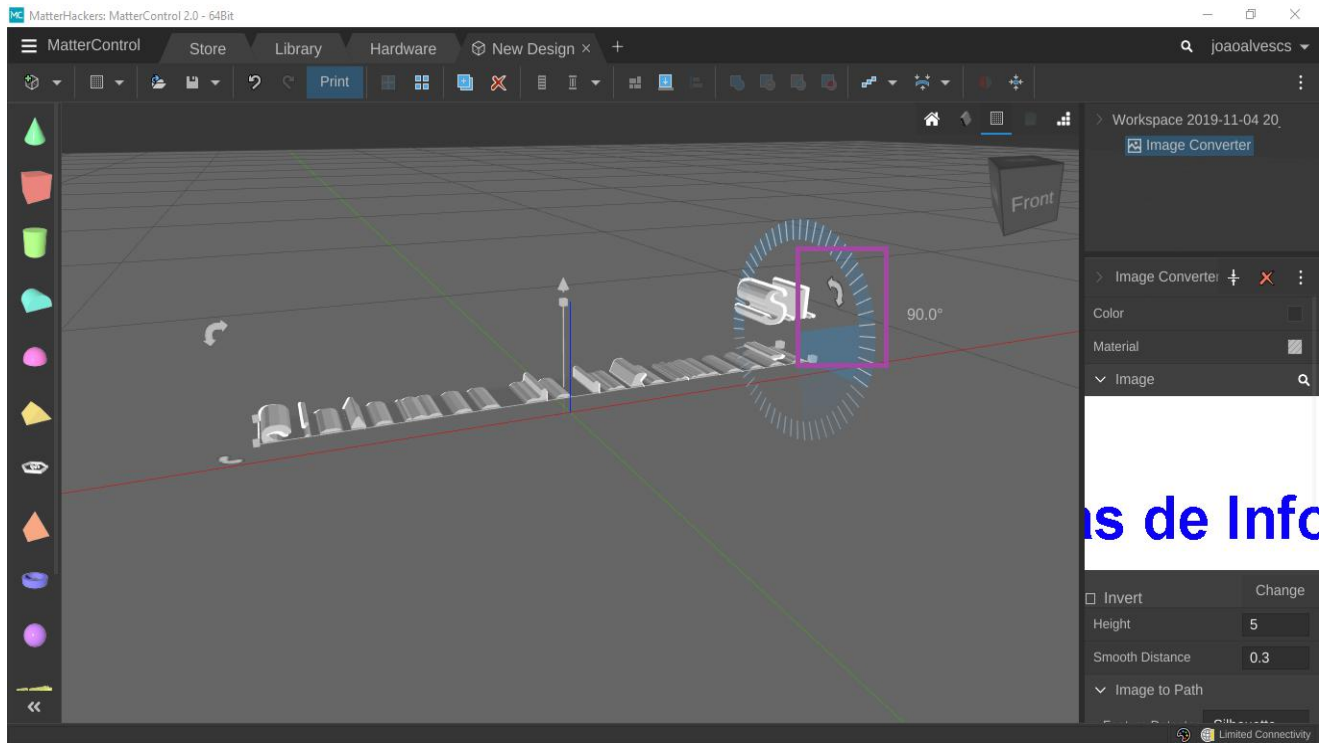 MC MatterHackers: MatterControl 2.0 - 64Bit
MatterControl Store Library Hardware New Design × + joaoalvescs
Print
Workspace 2019-11-04 20_
Image Converter
Front
Image Converter
90.0°
Color
Material
Image
as de Info
Invert Change
Height 5
Smooth Distance 0.3
Image to Path
Limited Connectivity